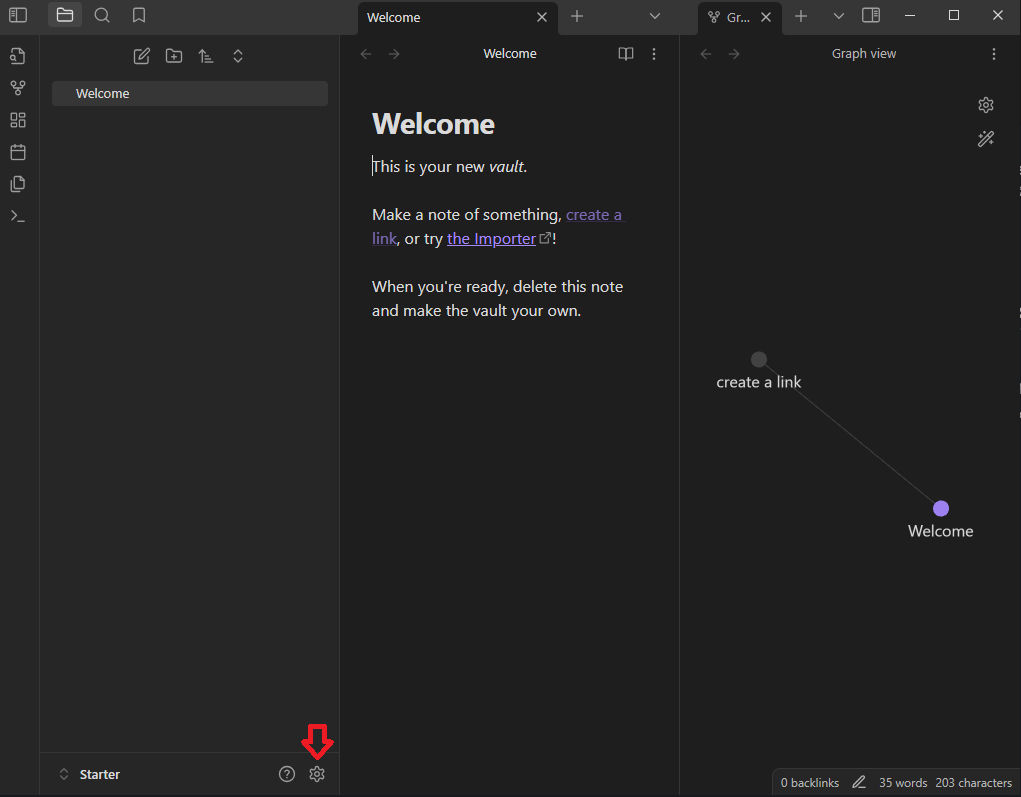 Welcome
Gr...
Welcome
Graph view
Welcome
Welcome
This is your new vault.
Make a note of something, create a
link, or try the Importer!
When you're ready, delete this note
and make the vault your own.
create a link
Welcome
Starter
0 backlinks
35 words
203 characters